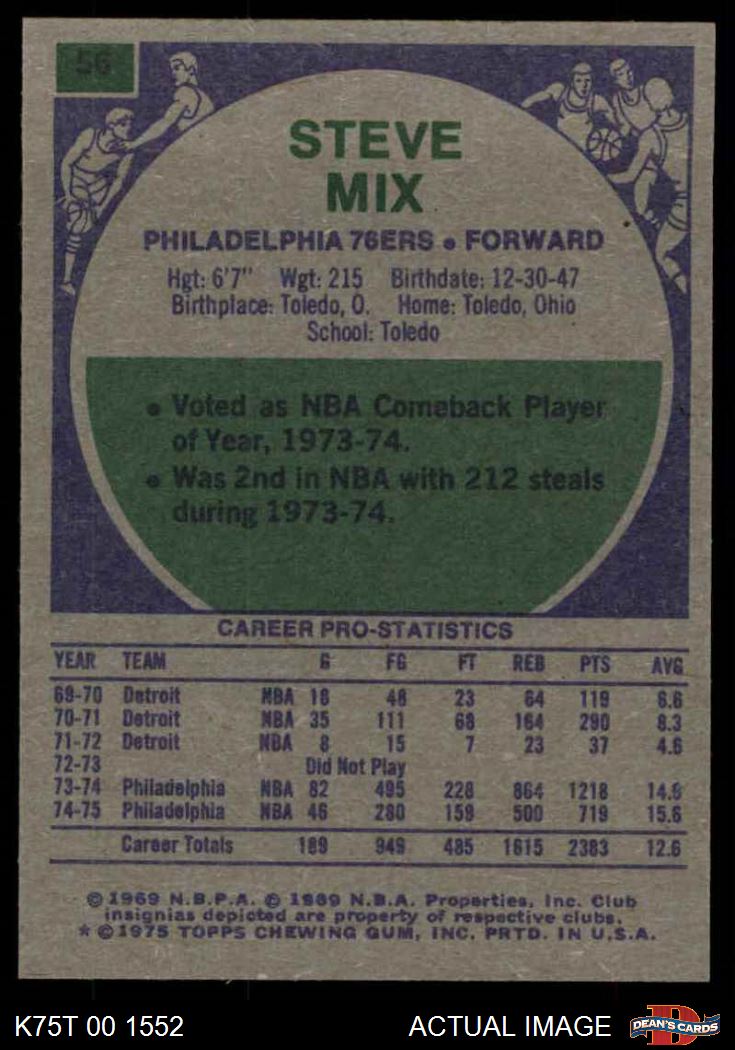 56
STEVE
MIX
PHILADELPHIA 76ERS • FORWARD
Hgt: 6'7" Wgt: 215 Birthdate: 12-30-47
Birthplace: Toledo, O. Home: Toledo, Ohio
School: Toledo
• Voted as NBA Comeback Player
of Year, 1973-74.
• Was 2nd in NBA with 212 steals
during 1973-74.
CAREER PRO-STATISTICS
YEAR TEAM G FG FT REB PTS AVG
69-70 Detroit NBA 18 48 23 64 119 6.6
70-71 Detroit NBA 35 111 68 164 290 8.3
71-72 Detroit NBA 8 15 7 23 37 4.6
72-73 Did Not Play
73-74 Philadelphia NBA 82 495 228 864 1218 14.9
74-75 Philadelphia NBA 46 280 159 500 719 15.6
Career Totals 189 949 485 1615 2383 12.6
© 1969 N.B.P.A. © 1969 N.B.A. Properties, Inc. Club
insignias depicted are property of respective clubs.
* © 1975 TOPPS CHEWING GUM, INC. PRTD. IN U.S.A.
K75T 00 1552 ACTUAL IMAGE D DEAN'S CARDS